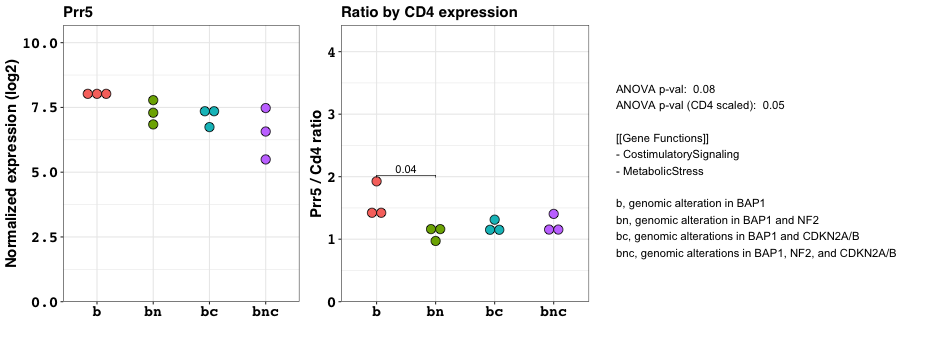 Prr5
Normalized expression (log2)
10.0
7.5
5.0
2.5
0.0
b bn bc bnc
Ratio by CD4 expression
Prr5 / Cd4 ratio
4
3
2
1
0
0.04
b bn bc bnc
ANOVA p-val: 0.08
ANOVA p-val (CD4 scaled): 0.05
[[Gene Functions]]
- CostimulatorySignaling
- MetabolicStress
b, genomic alteration in BAP1
bn, genomic alteration in BAP1 and NF2
bc, genomic alterations in BAP1 and CDKN2A/B
bnc, genomic alterations in BAP1, NF2, and CDKN2A/B